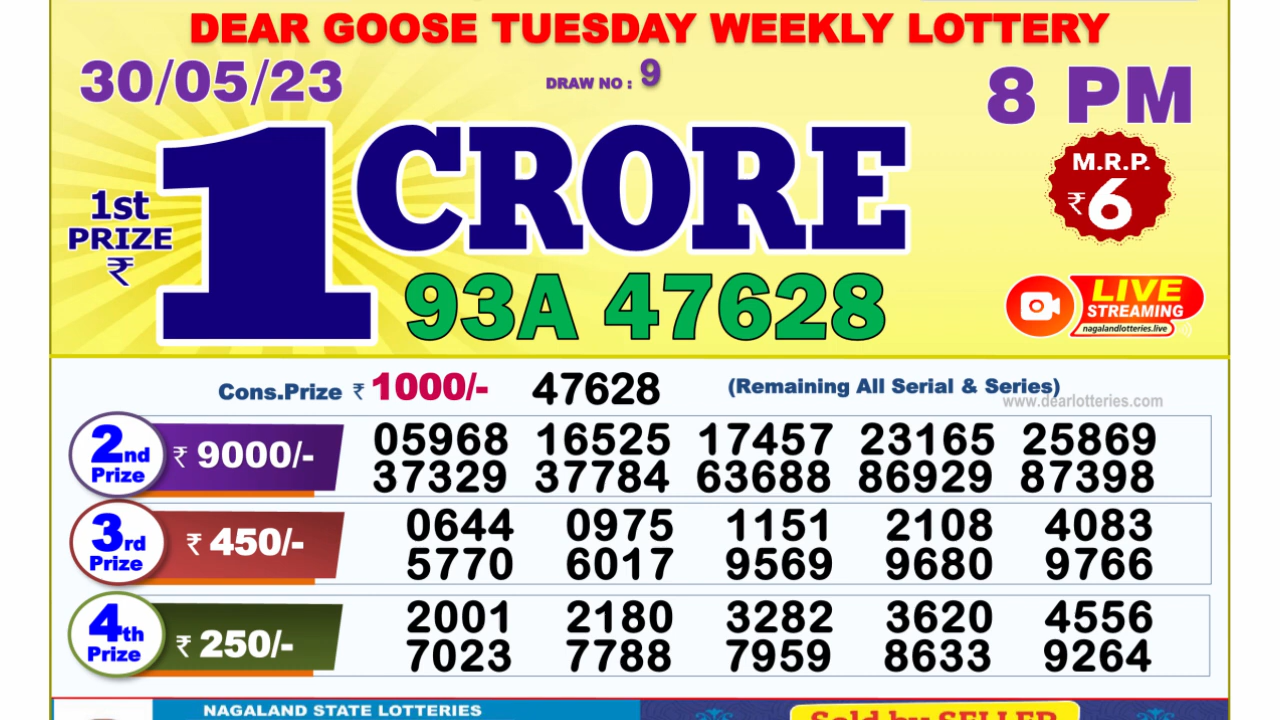 DEAR GOOSE TUESDAY WEEKLY LOTTERY
30/05/23
DRAW NO : 9
8 PM
1st
PRIZE
₹
1 CRORE
M.R.P.
₹ 6
93A 47628
LIVE
STREAMING
nagalandlotteries.live
Cons.Prize ₹ 1000/- 47628 (Remaining All Serial & Series)
www.dearlotteries.com
2nd
Prize
₹ 9000/-
05968 16525 17457 23165 25869
37329 37784 63688 86929 87398
3rd
Prize
₹ 450/-
0644 0975 1151 2108 4083
5770 6017 9569 9680 9766
4th
Prize
₹ 250/-
2001 2180 3282 3620 4556
7023 7788 7959 8633 9264
NAGALAND STATE LOTTERIES
Sold by SELLER